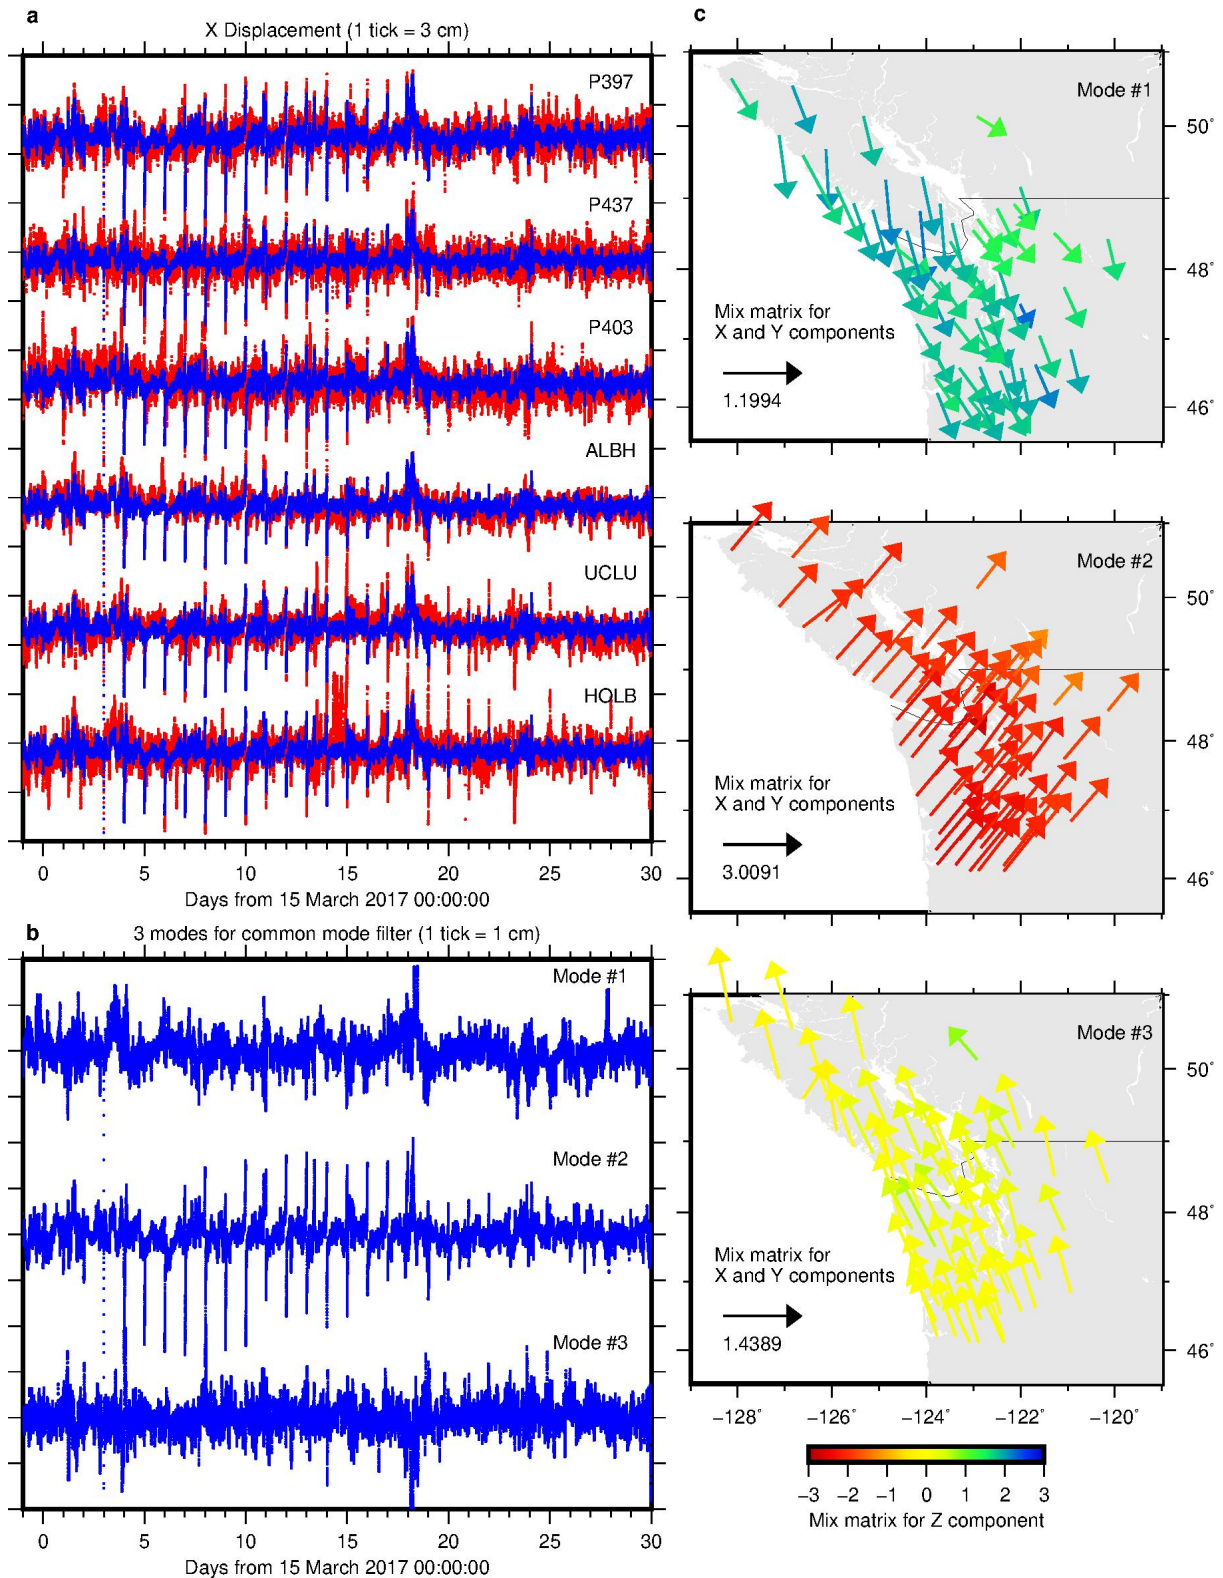 a
X Displacement (1 tick = 3 cm)
P397
P437
P403
ALBH
UCLU
HOLB
0 5 10 15 20 25 30
Days from 15 March 2017 00:00:00
b
3 modes for common mode filter (1 tick = 1 cm)
Mode #1
Mode #2
Mode #3
0 5 10 15 20 25 30
Days from 15 March 2017 00:00:00
c
Mode #1
50˚
48˚
Mix matrix for
X and Y components
1.1994
46˚
Mode #2
50˚
48˚
Mix matrix for
X and Y components
3.0091
46˚
Mode #3
50˚
48˚
Mix matrix for
X and Y components
1.4389
46˚
−128˚ −126˚ −124˚ −122˚ −120˚
−3 −2 −1 0 1 2 3
Mix matrix for Z component